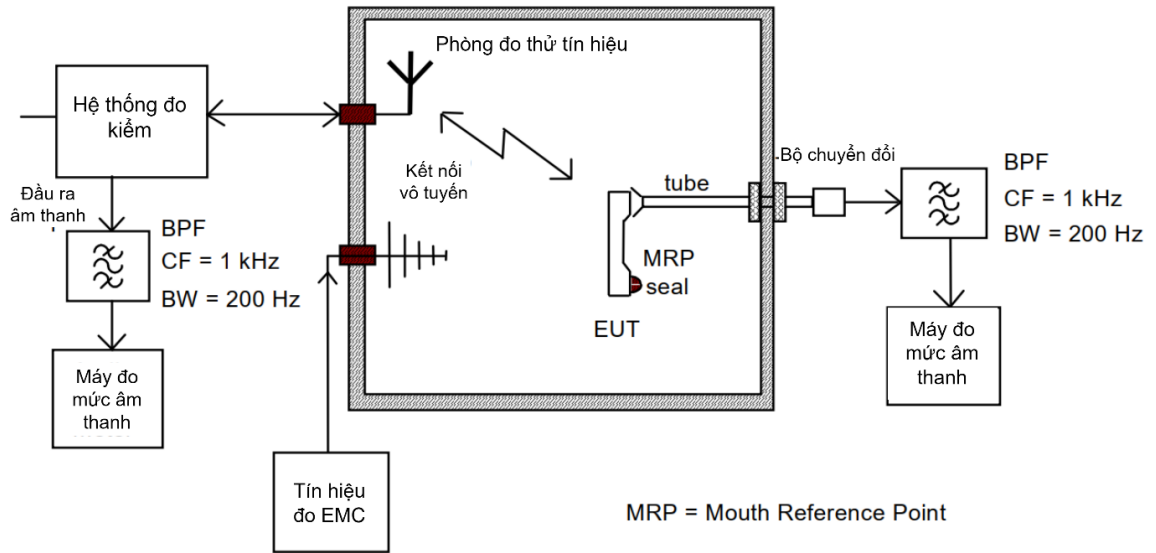 Phòng đo thử tín hiệu
Hệ thống đo
kiểm
Đầu ra
âm thanh
BPF
CF = 1 kHz
BW = 200 Hz
Máy đo
mức âm
thanh
Kết nối
vô tuyến
tube
MRP
seal
EUT
Bộ chuyển đổi
BPF
CF = 1 kHz
BW = 200 Hz
Máy đo
mức âm
thanh
Tín hiệu
đo EMC
MRP = Mouth Reference Point